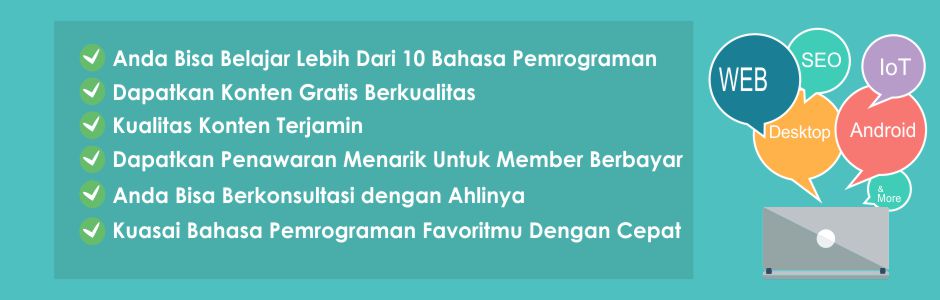 Anda Bisa Belajar Lebih Dari 10 Bahasa Pemrograman
Dapatkan Konten Gratis Berkualitas
Kualitas Konten Terjamin
Dapatkan Penawaran Menarik Untuk Member Berbayar
Anda Bisa Berkonsultasi dengan Ahlinya
Kuasai Bahasa Pemrograman Favoritmu Dengan Cepat
WEB
SEO
IoT
Desktop
Android
&
More